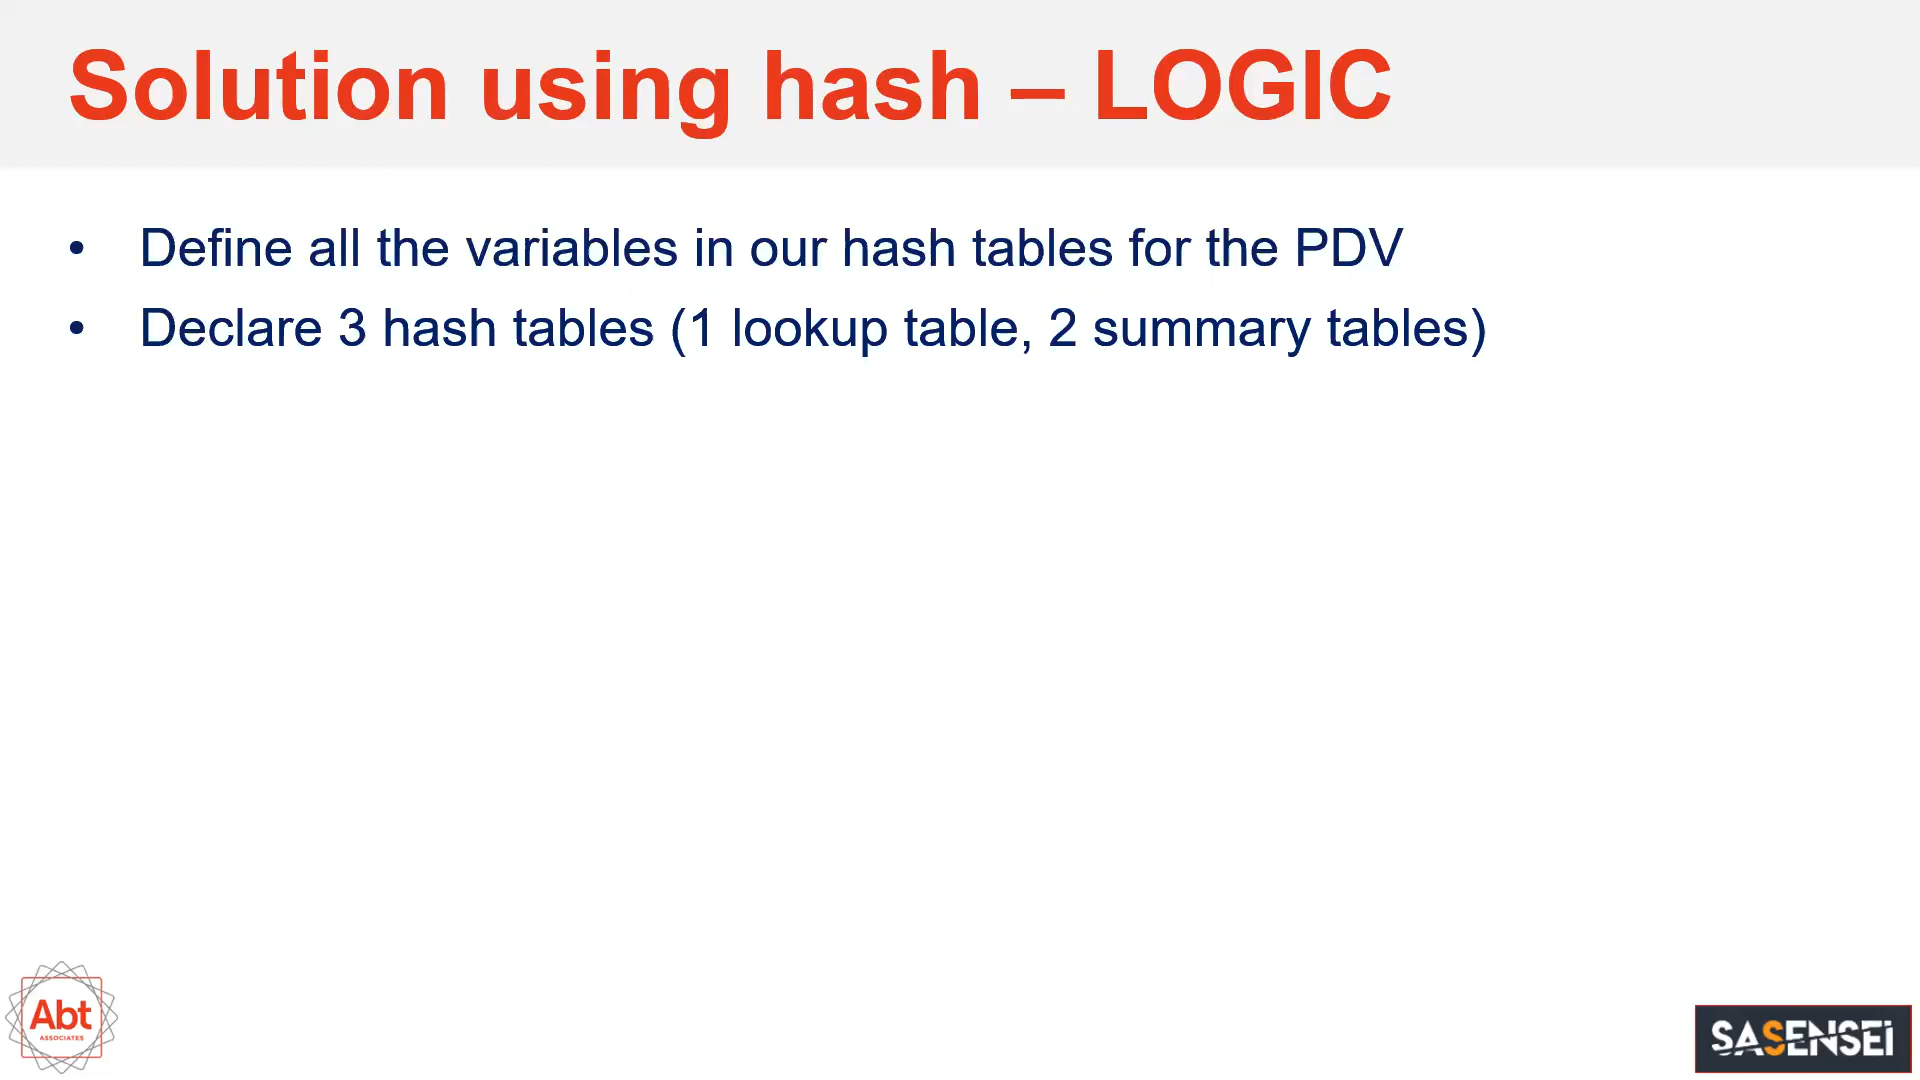 Solution using hash – LOGIC
• Define all the variables in our hash tables for the PDV
• Declare 3 hash tables (1 lookup table, 2 summary tables)
Abt
ASSOCIATES
SASENSEI